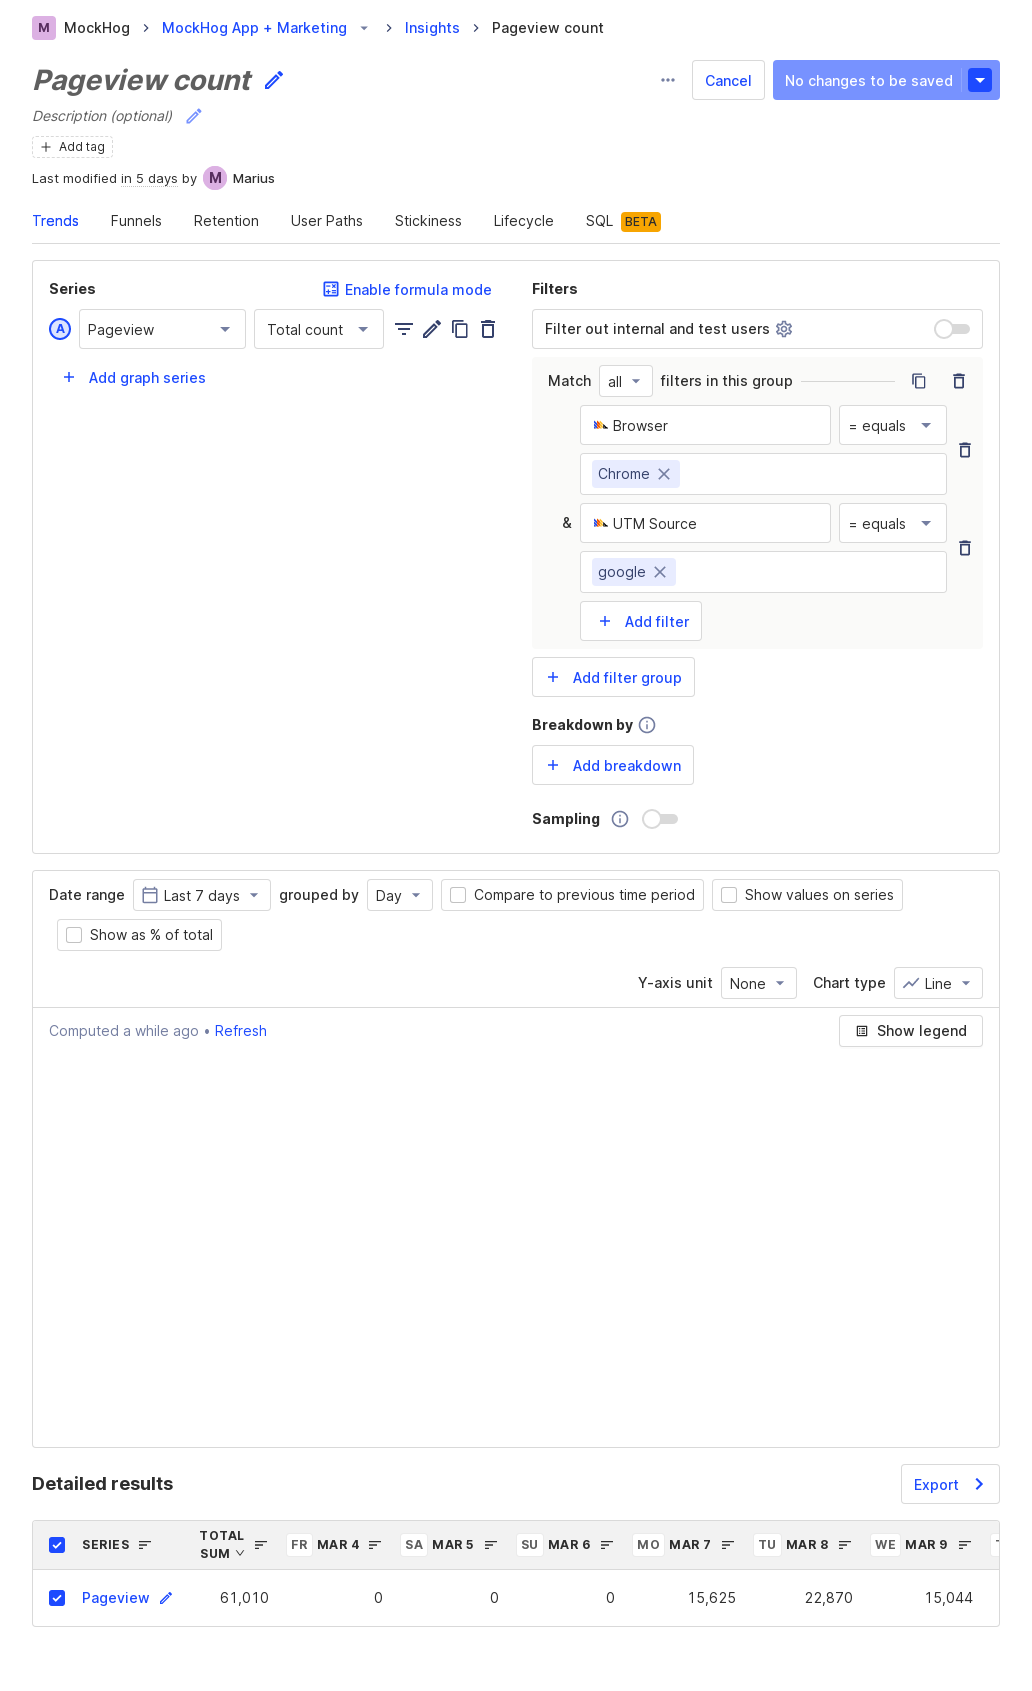 M MockHog MockHog App + Marketing Insights Pageview count
Pageview count
Cancel No changes to be saved
Description (optional)
Add tag
Last modified in 5 days by M Marius
Trends Funnels Retention User Paths Stickiness Lifecycle SQL BETA
Series Enable formula mode
A Pageview Total count
Add graph series
Filters
Filter out internal and test users
Match all filters in this group
Browser = equals
Chrome
& UTM Source = equals
google
Add filter
Add filter group
Breakdown by
Add breakdown
Sampling
Date range Last 7 days grouped by Day Compare to previous time period Show values on series
Show as % of total
Y-axis unit None Chart type Line
Computed a while ago • Refresh Show legend
Detailed results Export
SERIES TOTAL SUM FR MAR 4 SA MAR 5 SU MAR 6 MO MAR 7 TU MAR 8 WE MAR 9
Pageview 61,010 0 0 0 15,625 22,870 15,044